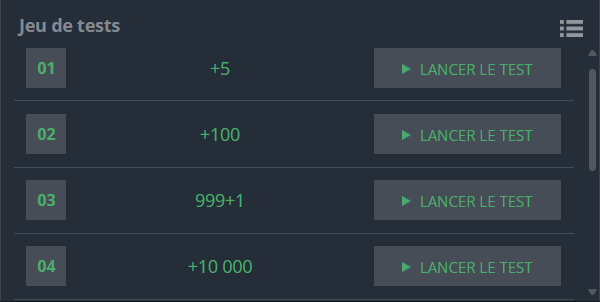 Jeu de tests
01 +5 LANCER LE TEST
02 +100 LANCER LE TEST
03 999+1 LANCER LE TEST
04 +10 000 LANCER LE TEST